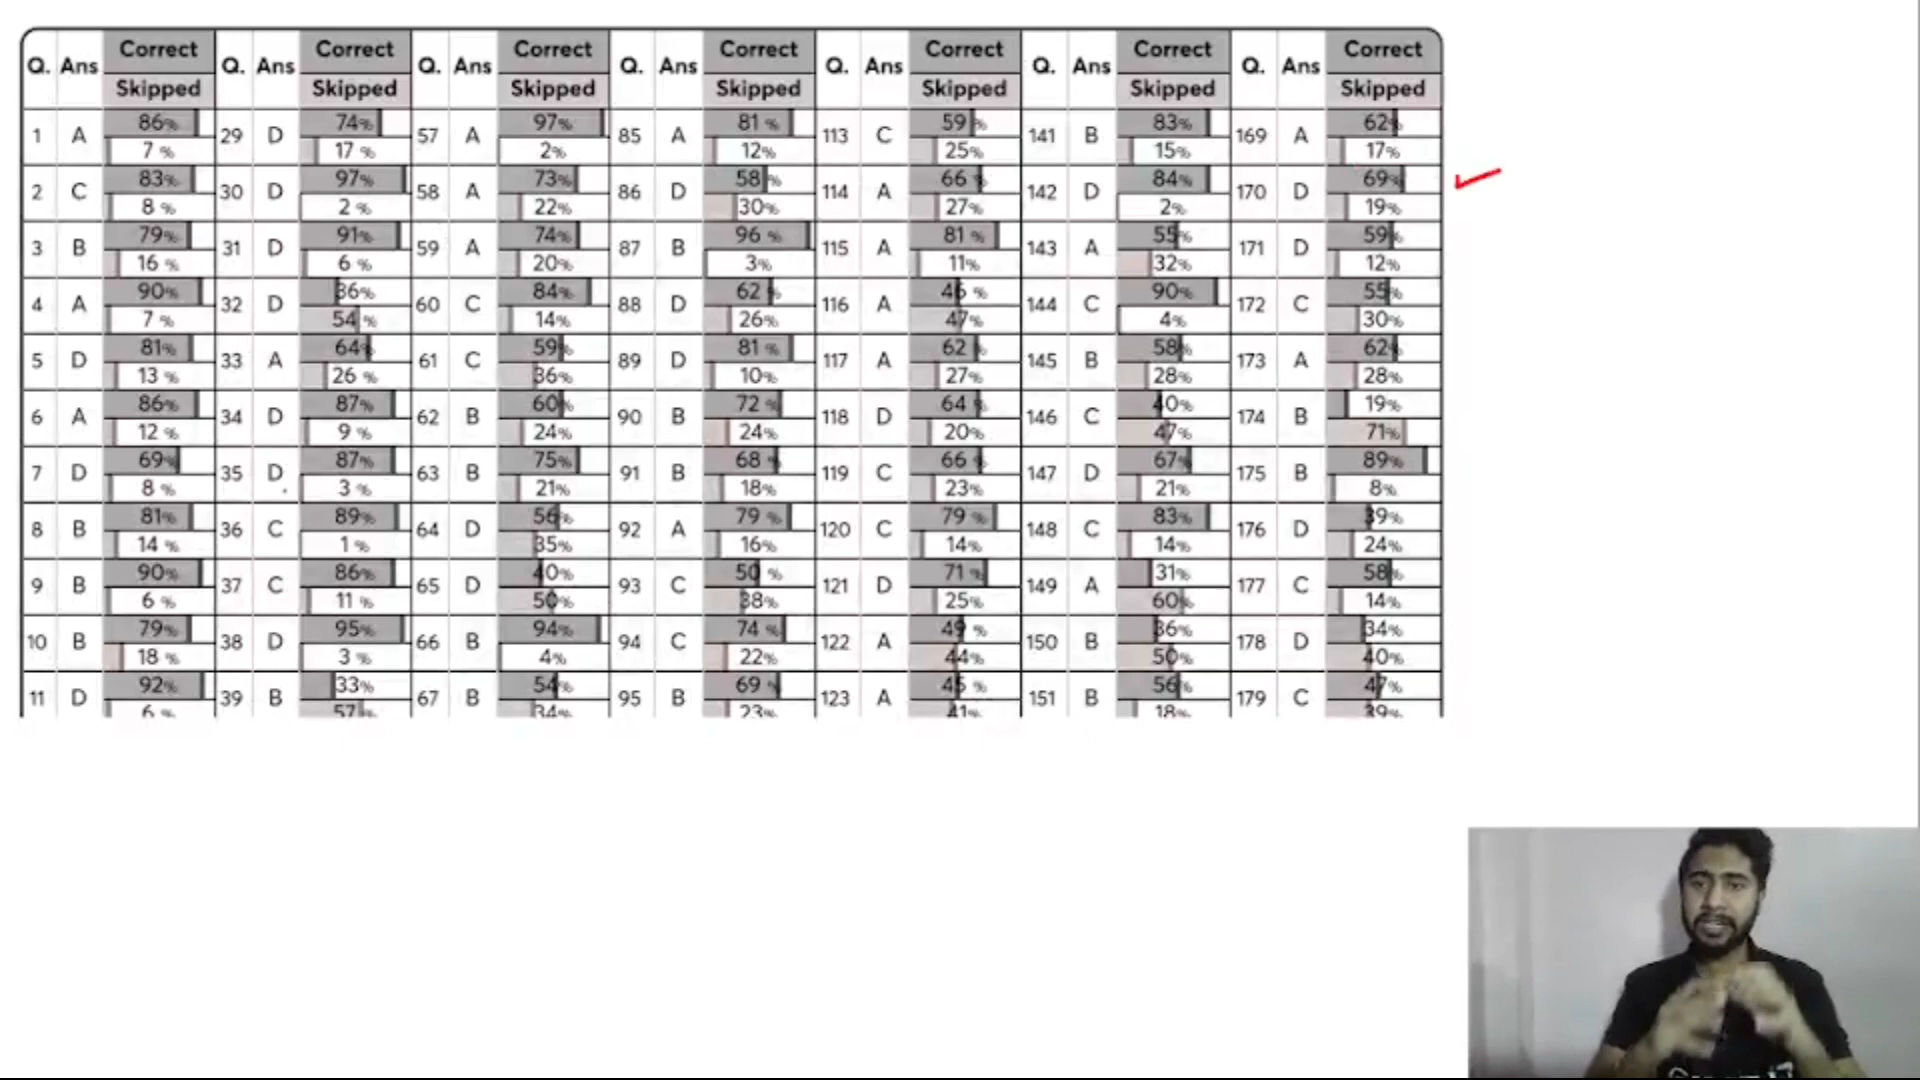 Q. Ans Correct Q. Ans Correct Q. Ans Correct Q. Ans Correct Q. Ans Correct Q. Ans Correct Q. Ans Correct
Skipped Skipped Skipped Skipped Skipped Skipped Skipped
1 A 86% 29 D 74% 57 A 97% 85 A 81 % 113 C 59 % 141 B 83% 169 A 62%
7 % 17 % 2% 12% 25% 15% 17%
2 C 83% 30 D 97% 58 A 73% 86 D 58 % 114 A 66 % 142 D 84% 170 D 69%
8 % 2 % 22% 30% 27% 2% 19%
3 B 79% 31 D 91% 59 A 74% 87 B 96 % 115 A 81 % 143 A 55% 171 D 59%
16 % 6 % 20% 3% 11% 32% 12%
4 A 90% 32 D 36% 60 C 84% 88 D 62 % 116 A 46 % 144 C 90% 172 C 55%
7 % 54 % 14% 26% 47% 4% 30%
5 D 81% 33 A 64% 61 C 59% 89 D 81 % 117 A 62 % 145 B 58% 173 A 62%
13 % 26 % 36% 10% 27% 28% 28%
6 A 86% 34 D 87% 62 B 60% 90 B 72 % 118 D 64 % 146 C 40% 174 B 19%
12 % 9 % 24% 24% 20% 47% 71%
7 D 69% 35 D 87% 63 B 75% 91 B 68 % 119 C 66 % 147 D 67% 175 B 89%
8 % 3 % 21% 18% 23% 21% 8%
8 B 81% 36 C 89% 64 D 56% 92 A 79 % 120 C 79 % 148 C 83% 176 D 39%
14 % 1 % 35% 16% 14% 14% 24%
9 B 90% 37 C 86% 65 D 40% 93 C 50 % 121 D 71 % 149 A 31% 177 C 58%
6 % 11 % 50% 38% 25% 60% 14%
10 B 79% 38 D 95% 66 B 94% 94 C 74 % 122 A 49 % 150 B 36% 178 D 34%
18 % 3 % 4% 22% 44% 50% 40%
11 D 92% 39 B 33% 67 B 54% 95 B 69 % 123 A 45 % 151 B 56% 179 C 47%
6 % 57% 34% 23% 41% 18% 39%